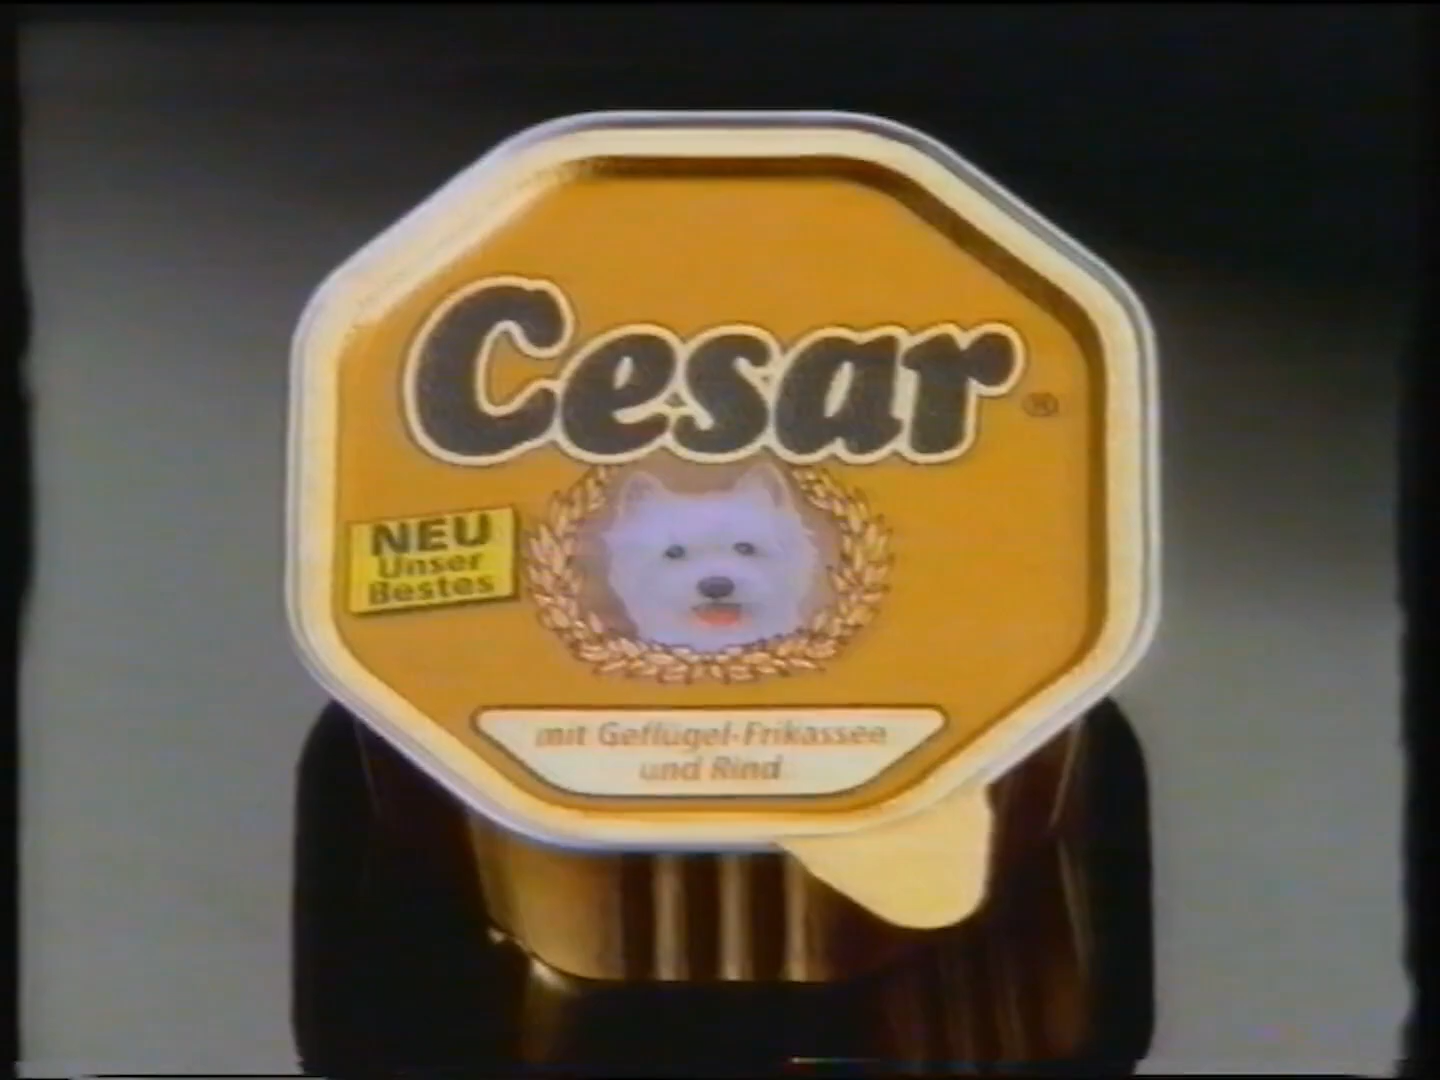 Cesar®
NEU
Unser
Bestes
mit Geflügel-Frikassee
und Rind